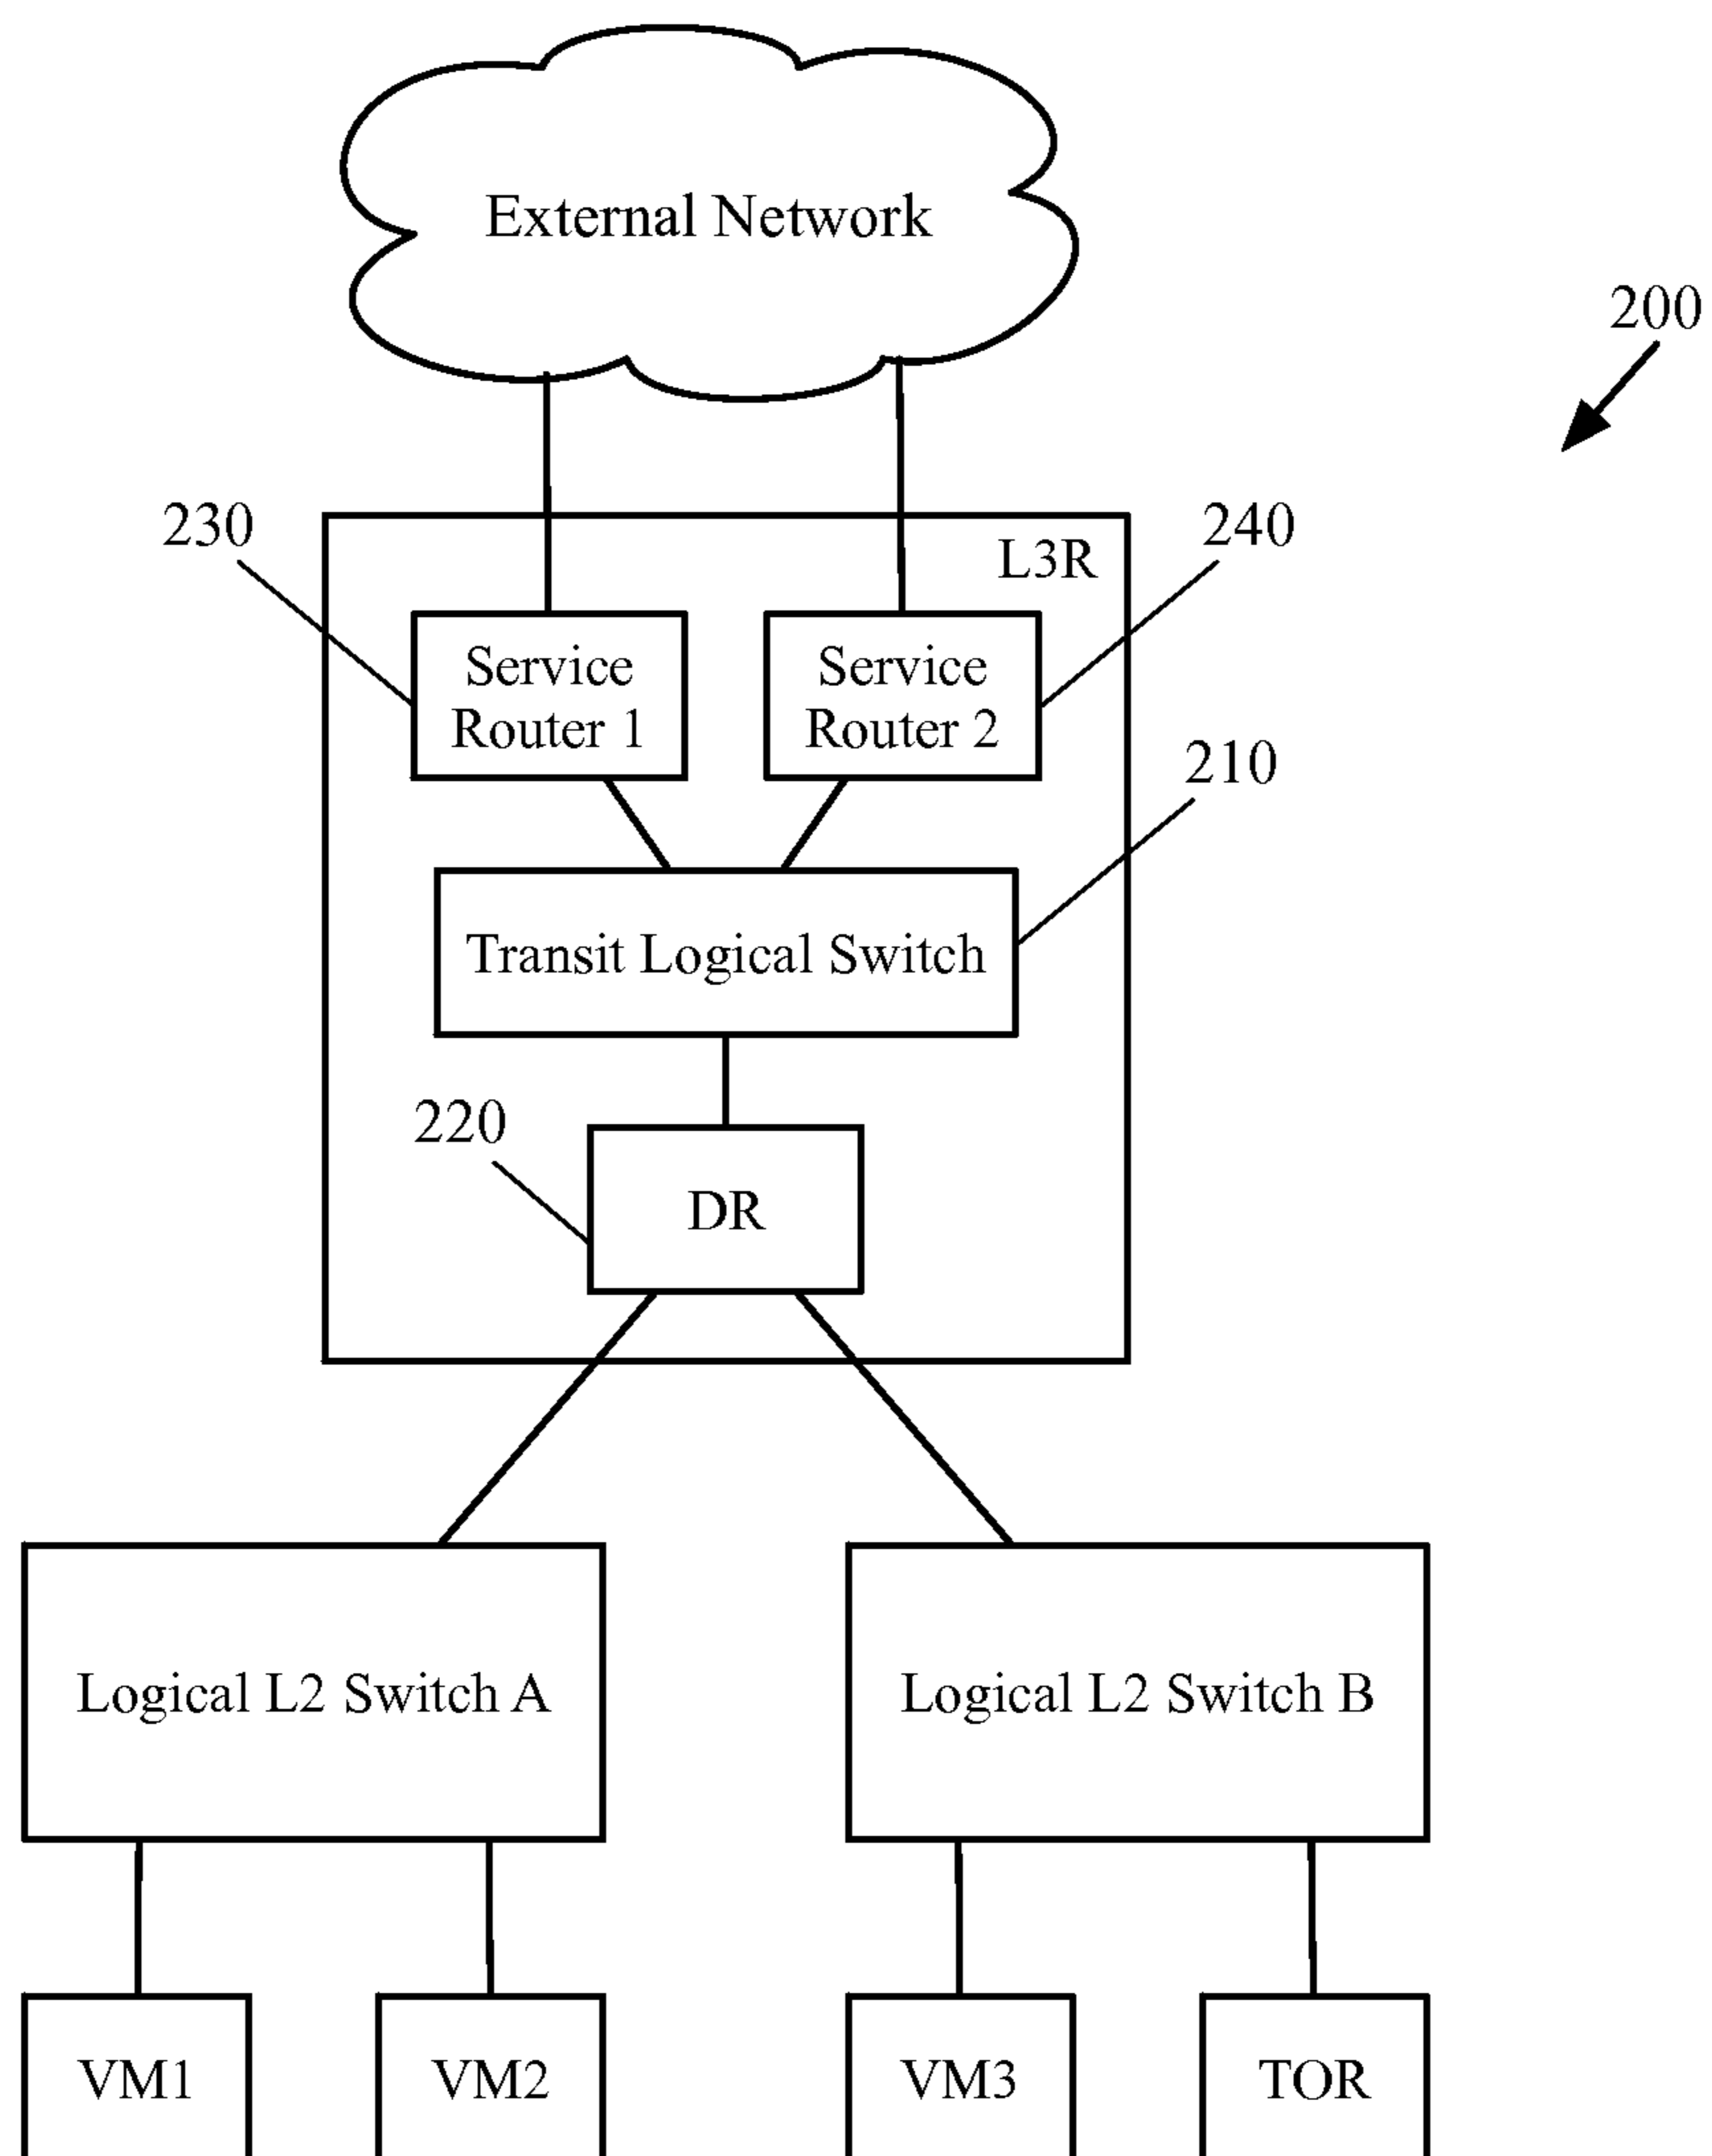 External Network
200
230
240
L3R
Service
Router 1
Service
Router 2
210
Transit Logical Switch
220
DR
Logical L2 Switch A
Logical L2 Switch B
VM1
VM2
VM3
TOR